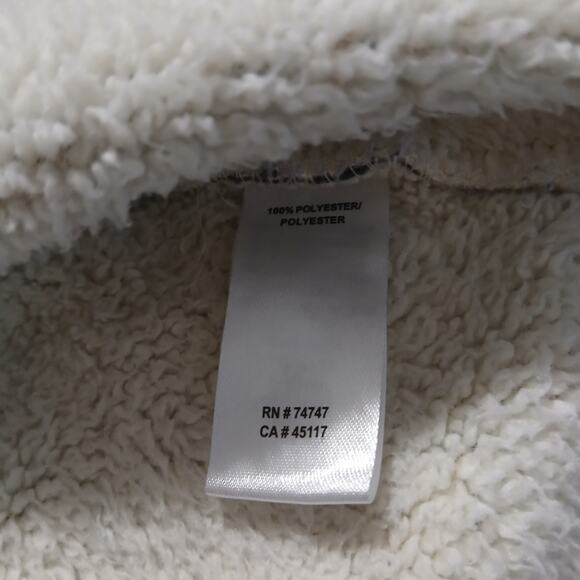 100% POLYESTER/
POLYESTER
RN # 74747
CA # 45117